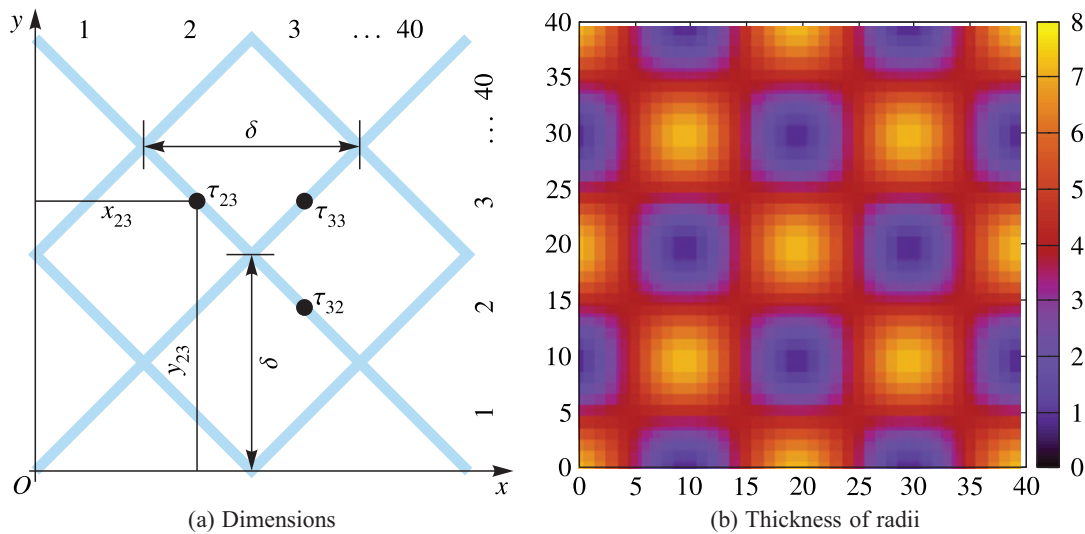 y
1 2 3 ... 40
δ
τ23
τ33
x23
τ32
y23
δ
1 2 3 ... 40
O
x
(a) Dimensions
40
35
30
25
20
15
10
5
0
0 5 10 15 20 25 30 35 40
8
7
6
5
4
3
2
1
0
(b) Thickness of radii